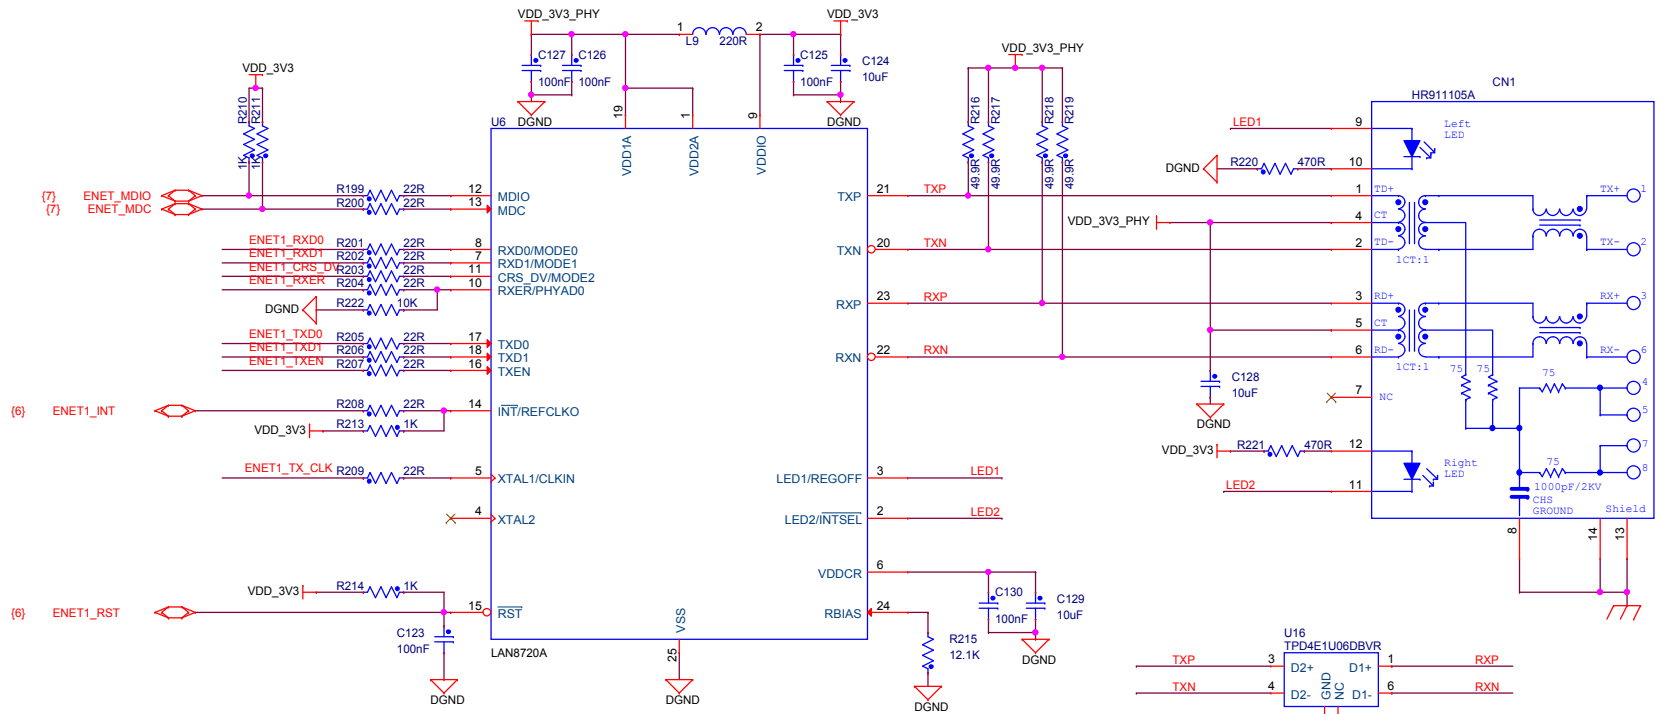 VDD_3V3_PHY
1
2
VDD_3V3
L9
220R
C127
C126
100nF
100nF
C125
100nF
C124
10uF
DGND
DGND
VDD_3V3
R210
R211
1K
1K
U6
19
1
9
VDD1A
VDD2A
VDDIO
{7}
ENET_MDIO
R199
22R
12
MDIO
{7}
ENET_MDC
R200
22R
13
MDC
ENET1_RXD0
R201
22R
8
RXD0/MODE0
ENET1_RXD1
R202
22R
7
RXD1/MODE1
ENET1_CRS_DV
R203
22R
11
CRS_DV/MODE2
ENET1_RXER
R204
22R
10
RXER/PHYAD0
DGND
R222
10K
ENET1_TXD0
R205
22R
17
TXD0
ENET1_TXD1
R206
22R
18
TXD1
ENET1_TXEN
R207
22R
16
TXEN
{6}
ENET1_INT
R208
22R
14
INT/REFCLKO
VDD_3V3
R213
1K
ENET1_TX_CLK
R209
22R
5
XTAL1/CLKIN
4
XTAL2
VDD_3V3
R214
1K
{6}
ENET1_RST
15
RST
C123
100nF
DGND
LAN8720A
VSS
25
DGND
TXP
21
TXP
TXN
20
TXN
RXP
23
RXP
RXN
22
RXN
LED1/REGOFF
3
LED1
LED2/INTSEL
2
LED2
VDDCR
6
C130
100nF
C129
10uF
DGND
RBIAS
24
R215
12.1K
DGND
VDD_3V3_PHY
R216
R217
R218
R219
49.9R
49.9R
49.9R
49.9R
VDD_3V3_PHY
C128
10uF
DGND
CN1
HR911105A
LED1
9
Left
LED
DGND
R220
470R
10
1
TD+
TX+
1
4
CT
2
TD-
TX-
2
1CT:1
3
RD+
RX+
3
5
CT
6
RD-
RX-
6
1CT:1
75
75
75
4
5
7
NC
7
8
75
VDD_3V3
R221
470R
12
Right
LED
LED2
11
1000pF/2KV
CHS
GROUND
Shield
8
14
13
U16
TPD4E1U06DBVR
TXP
3
D2+
D1+
1
RXP
TXN
4
D2-
D1-
6
RXN
GND
NC